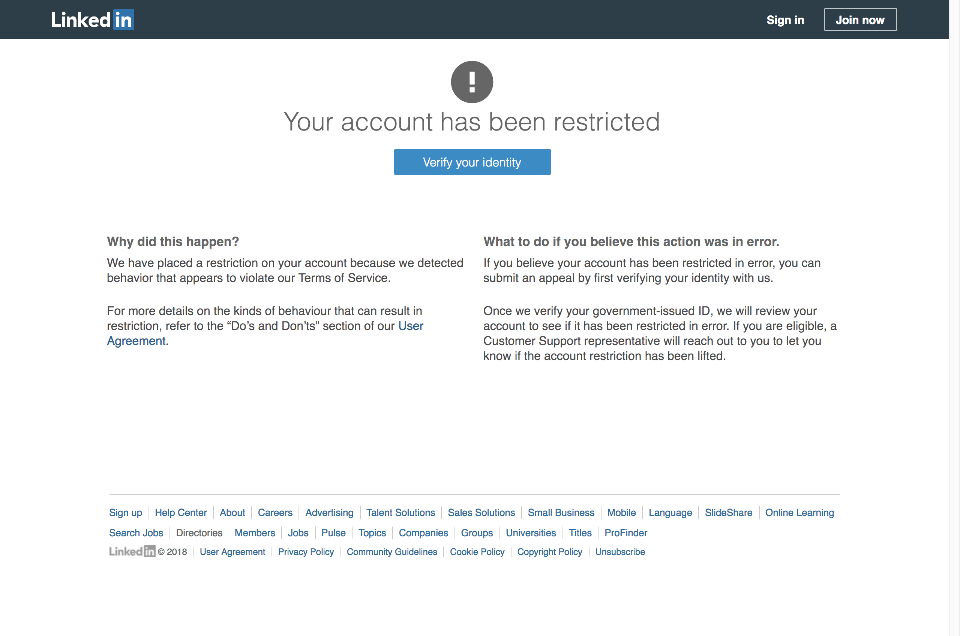 Linked in
Sign in
Join now
!
Your account has been restricted
Verify your identity
Why did this happen?
We have placed a restriction on your account because we detected
behavior that appears to violate our Terms of Service.
For more details on the kinds of behaviour that can result in
restriction, refer to the “Do’s and Don’ts” section of our User
Agreement.
What to do if you believe this action was in error.
If you believe your account has been restricted in error, you can
submit an appeal by first verifying your identity with us.
Once we verify your government-issued ID, we will review your
account to see if it has been restricted in error. If you are eligible, a
Customer Support representative will reach out to you to let you
know if the account restriction has been lifted.
Sign up Help Center About Careers Advertising Talent Solutions Sales Solutions Small Business Mobile Language SlideShare Online Learning
Search Jobs Directories Members Jobs Pulse Topics Companies Groups Universities Titles ProFinder
Linked in © 2018 User Agreement Privacy Policy Community Guidelines Cookie Policy Copyright Policy Unsubscribe